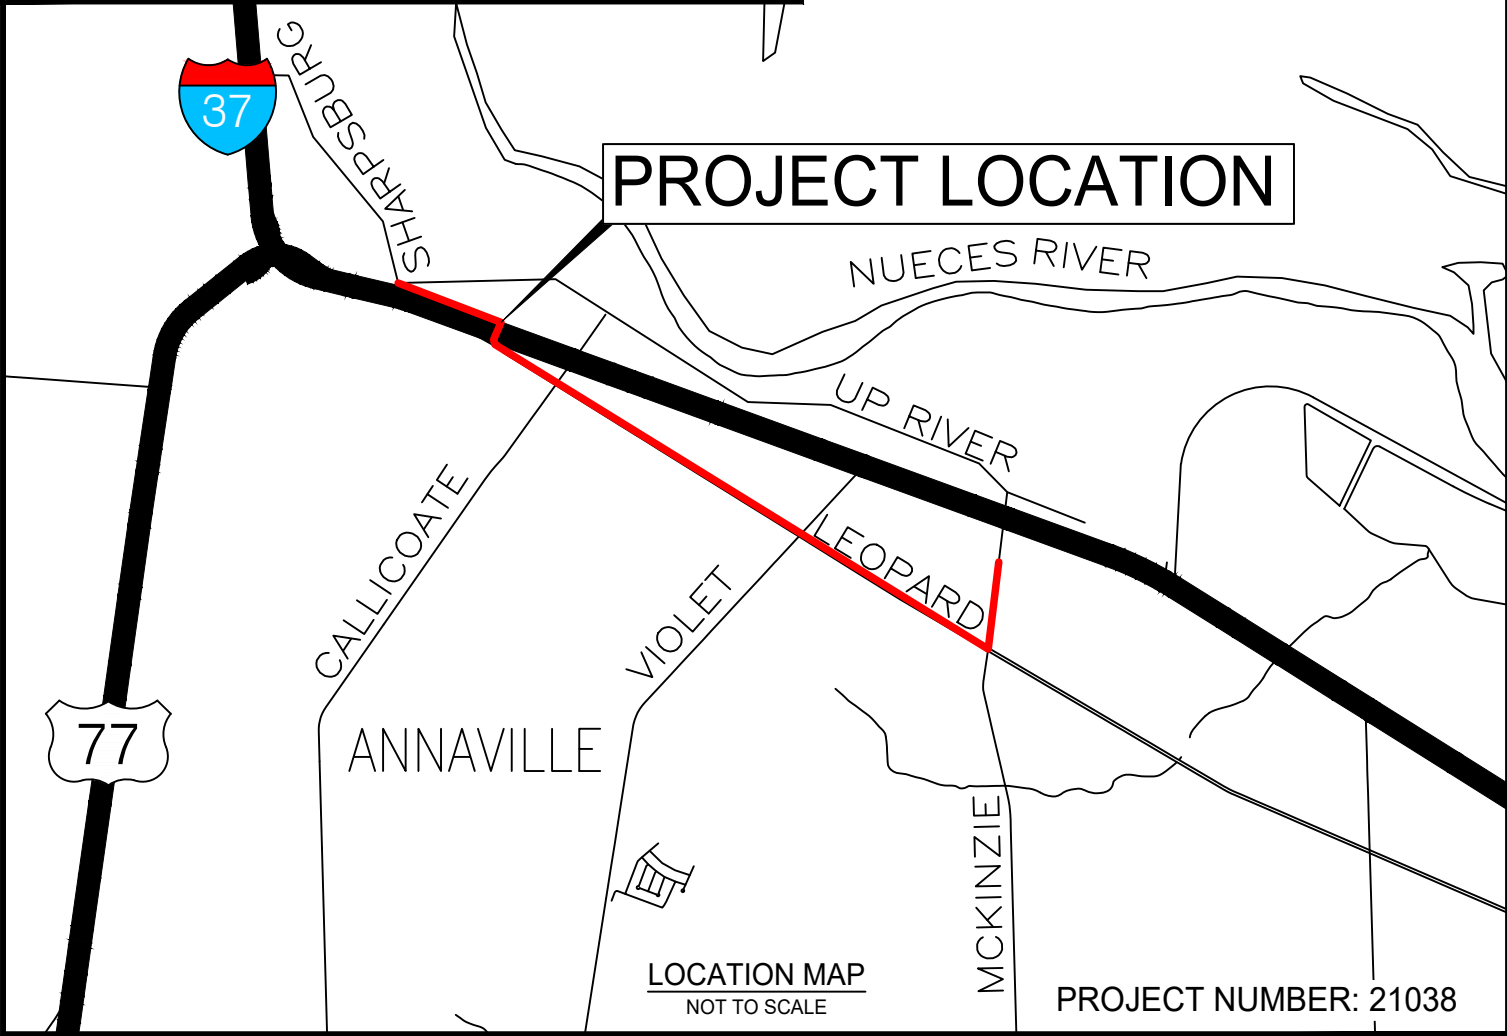 SHARPSBURG
37
PROJECT LOCATION
NUECES RIVER
UP RIVER
CALLICOATE
LEOPARD
VIOLET
77
ANNAVILLE
MCKINZIE
LOCATION MAP
NOT TO SCALE
PROJECT NUMBER: 21038